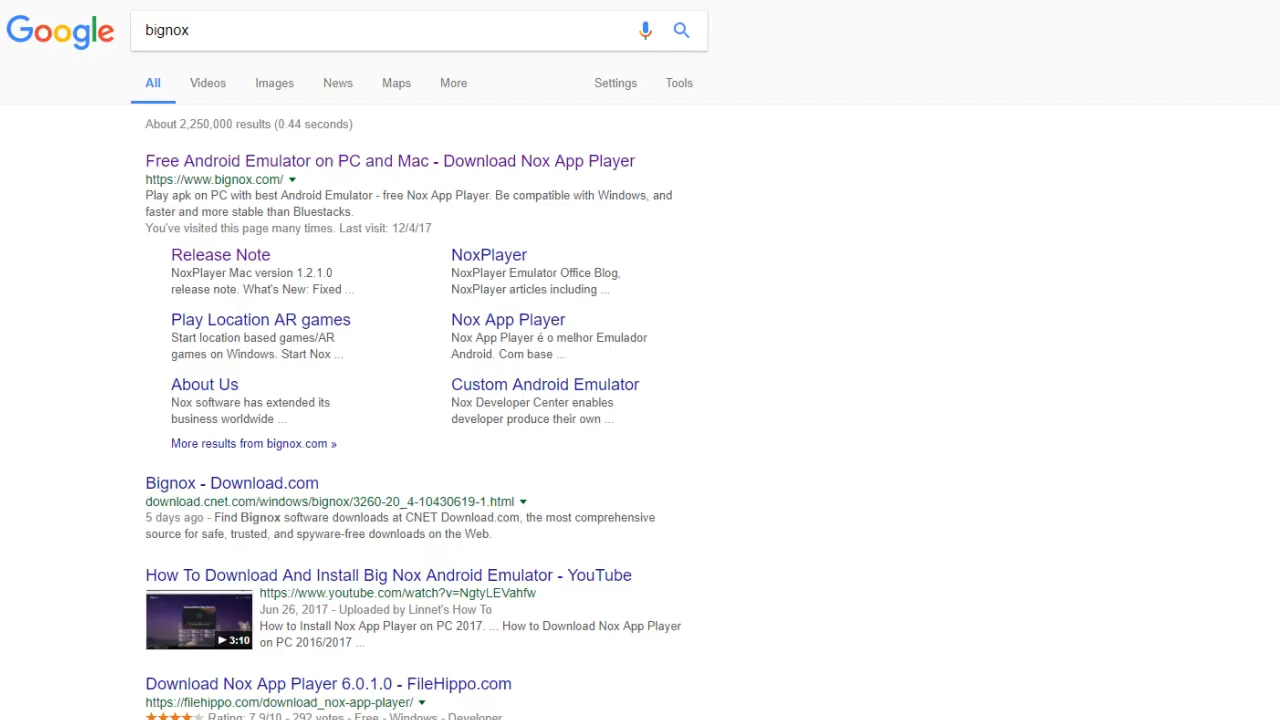 Google
bignox
All Videos Images News Maps More Settings Tools
About 2,250,000 results (0.44 seconds)
Free Android Emulator on PC and Mac - Download Nox App Player
https://www.bignox.com/
Play apk on PC with best Android Emulator - free Nox App Player. Be compatible with Windows, and
faster and more stable than Bluestacks.
You've visited this page many times. Last visit: 12/4/17
Release Note
NoxPlayer Mac version 1.2.1.0
release note. What's New: Fixed ...
NoxPlayer
NoxPlayer Emulator Office Blog,
NoxPlayer articles including ...
Play Location AR games
Start location based games/AR
games on Windows. Start Nox ...
Nox App Player
Nox App Player é o melhor Emulador
Android. Com base ...
About Us
Nox software has extended its
business worldwide ...
Custom Android Emulator
Nox Developer Center enables
developer produce their own ...
More results from bignox.com »
Bignox - Download.com
download.cnet.com/windows/bignox/3260-20_4-10430619-1.html
5 days ago - Find Bignox software downloads at CNET Download.com, the most comprehensive
source for safe, trusted, and spyware-free downloads on the Web.
How To Download And Install Big Nox Android Emulator - YouTube
https://www.youtube.com/watch?v=NgtyLEVahfw
Jun 26, 2017 - Uploaded by Linnet's How To
How to Install Nox App Player on PC 2017. ... How to Download Nox App Player
on PC 2016/2017 ...
3:10
Download Nox App Player 6.0.1.0 - FileHippo.com
https://filehippo.com/download_nox-app-player/
Rating: 7.9/10 - 292 votes - Free - Windows - Developer